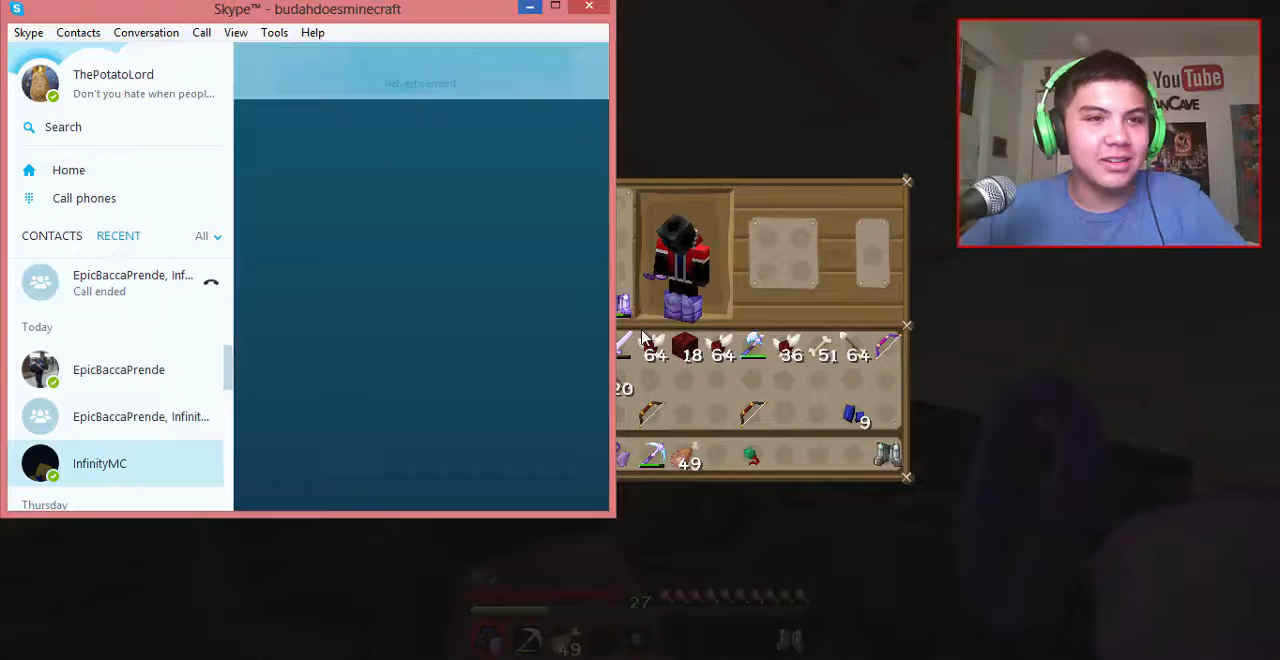 Skype™ - budahdoesminecraft
Skype Contacts Conversation Call View Tools Help
ThePotatoLord
Don't you hate when peopl...
Advertisement
Search
Home
Call phones
CONTACTS RECENT All
EpicBaccaPrende, Inf...
Call ended
Today
EpicBaccaPrende
EpicBaccaPrende, Infinit...
InfinityMC
Thursday
64 18 64 36 51 64
20
9
49
27
49
You Tube